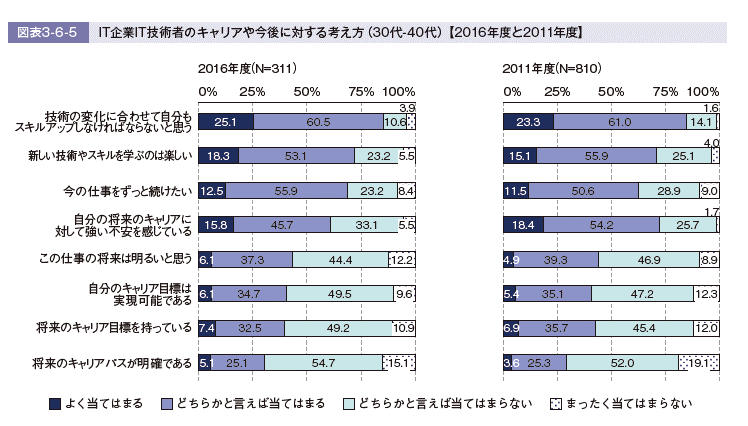 図表3-6-5 IT企業IT技術者のキャリアや今後に対する考え方（30代-40代）【2016年度と2011年度】
2016年度(N=311) 2011年度(N=810)
0% 25% 50% 75% 100% 0% 25% 50% 75% 100%
技術の変化に合わせて自分も
スキルアップしなければならないと思う
25.1 60.5 10.6 3.9 23.3 61.0 14.1 1.6
新しい技術やスキルを学ぶのは楽しい 18.3 53.1 23.2 5.5 15.1 55.9 25.1 4.0
今の仕事をずっと続けたい 12.5 55.9 23.2 8.4 11.5 50.6 28.9 9.0
自分の将来のキャリアに
対して強い不安を感じている
15.8 45.7 33.1 5.5 18.4 54.2 25.7 1.7
この仕事の将来は明るいと思う 6.1 37.3 44.4 12.2 4.9 39.3 46.9 8.9
自分のキャリア目標は
実現可能である
6.1 34.7 49.5 9.6 5.4 35.1 47.2 12.3
将来のキャリア目標を持っている 7.4 32.5 49.2 10.9 6.9 35.7 45.4 12.0
将来のキャリアパスが明確である 5.1 25.1 54.7 15.1 3.6 25.3 52.0 19.1
よく当てはまる どちらかと言えば当てはまる どちらかと言えば当てはまらない まったく当てはまらない